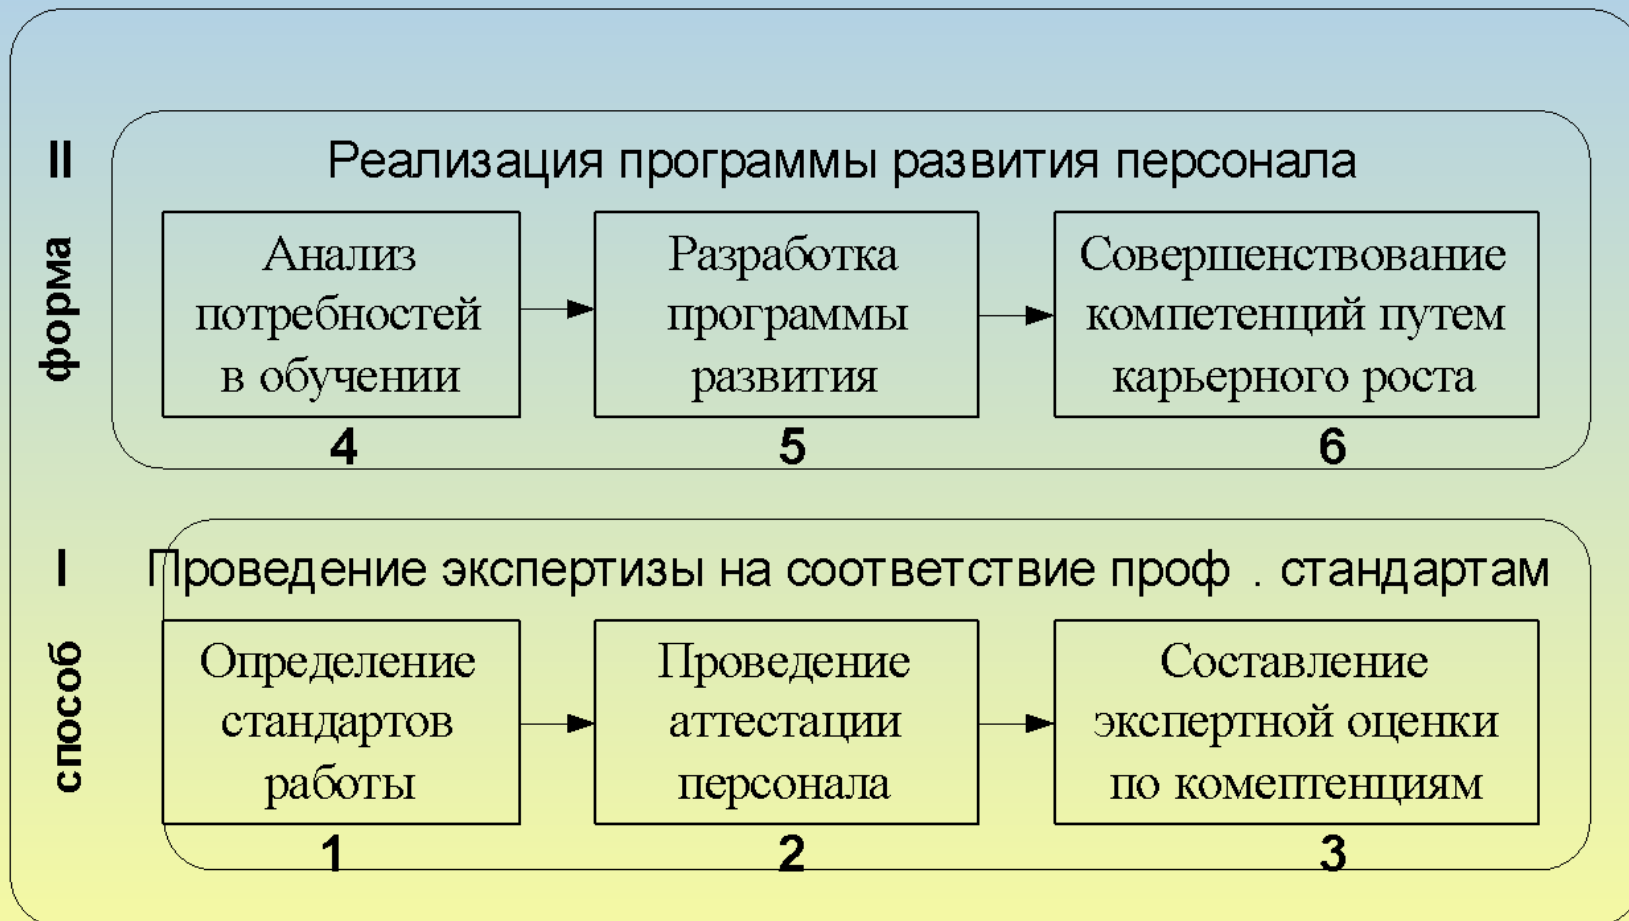 II
Реализация программы развития персонала
форма
Анализ
потребностей
в обучении
4
Разработка
программы
развития
5
Совершенствование
компетенций путем
карьерного роста
6
I
Проведение экспертизы на соответствие проф . стандартам
способ
Определение
стандартов
работы
1
Проведение
аттестации
персонала
2
Составление
экспертной оценки
по комептенциям
3